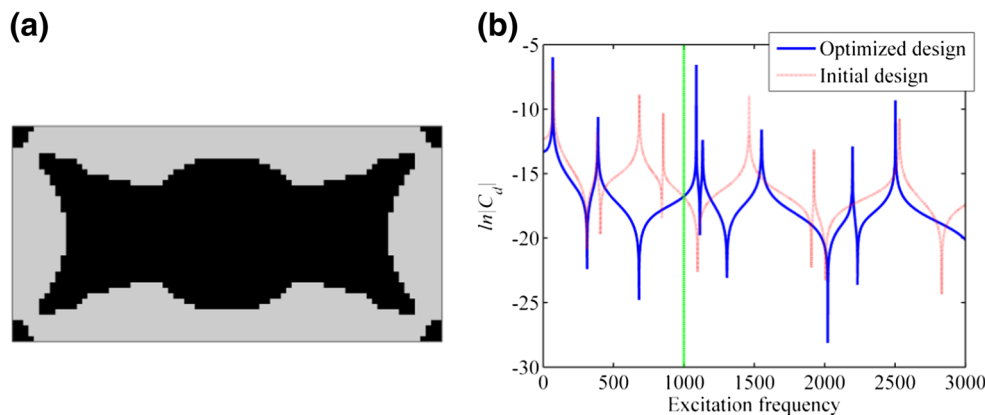 (a)
(b)
Optimized design
Initial design
-5
-10
-15
-20
-25
-30
ln|C_d|
0 500 1000 1500 2000 2500 3000
Excitation frequency